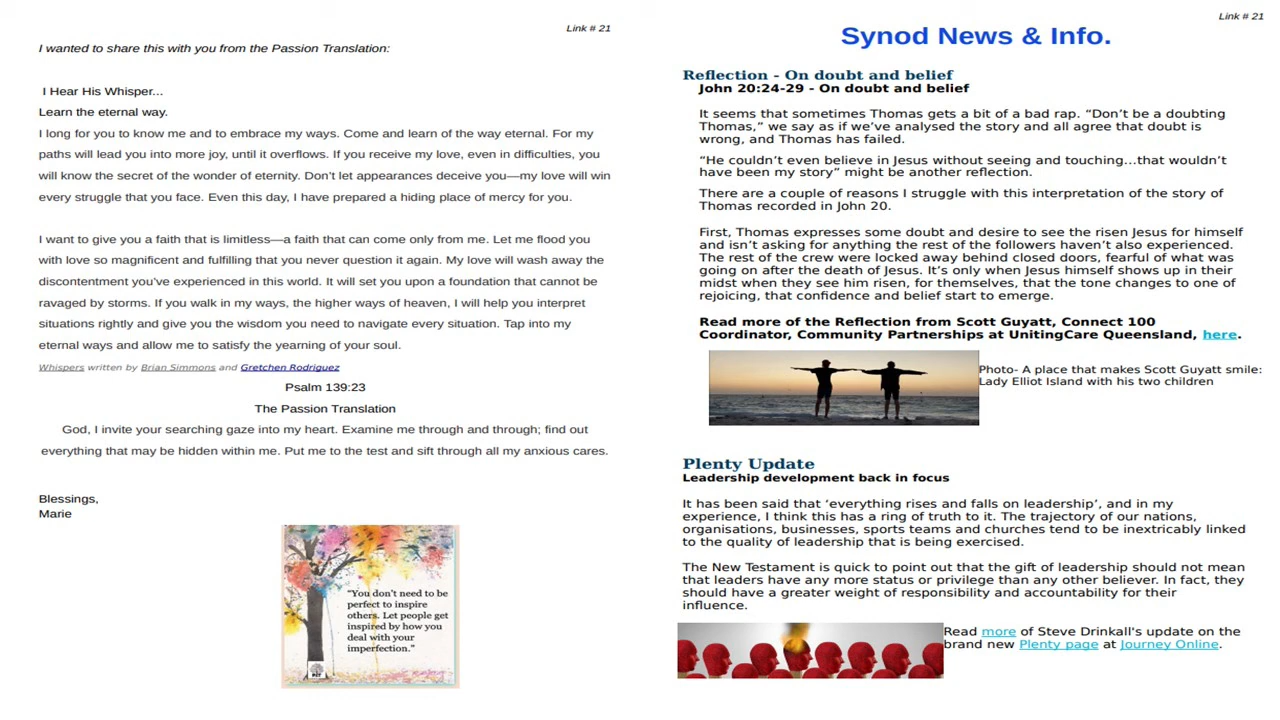 Link # 21
I wanted to share this with you from the Passion Translation:
I Hear His Whisper...
Learn the eternal way.
I long for you to know me and to embrace my ways. Come and learn of the way eternal. For my
paths will lead you into more joy, until it overflows. If you receive my love, even in difficulties, you
will know the secret of the wonder of eternity. Don’t let appearances deceive you—my love will win
every struggle that you face. Even this day, I have prepared a hiding place of mercy for you.
I want to give you a faith that is limitless—a faith that can come only from me. Let me flood you
with love so magnificent and fulfilling that you never question it again. My love will wash away the
discontentment you’ve experienced in this world. It will set you upon a foundation that cannot be
ravaged by storms. If you walk in my ways, the higher ways of heaven, I will help you interpret
situations rightly and give you the wisdom you need to navigate every situation. Tap into my
eternal ways and allow me to satisfy the yearning of your soul.
Whispers written by Brian Simmons and Gretchen Rodriguez
Psalm 139:23
The Passion Translation
God, I invite your searching gaze into my heart. Examine me through and through; find out
everything that may be hidden within me. Put me to the test and sift through all my anxious cares.
Blessings,
Marie
“You don’t need to be
perfect to inspire
others. Let people get
inspired by how you
deal with your
imperfection.”
Link # 21
Synod News & Info.
Reflection - On doubt and belief
John 20:24-29 - On doubt and belief
It seems that sometimes Thomas gets a bit of a bad rap. “Don’t be a doubting
Thomas,” we say as if we’ve analysed the story and all agree that doubt is
wrong, and Thomas has failed.
“He couldn’t even believe in Jesus without seeing and touching…that wouldn’t
have been my story” might be another reflection.
There are a couple of reasons I struggle with this interpretation of the story of
Thomas recorded in John 20.
First, Thomas expresses some doubt and desire to see the risen Jesus for himself
and isn’t asking for anything the rest of the followers haven’t also experienced.
The rest of the crew were locked away behind closed doors, fearful of what was
going on after the death of Jesus. It’s only when Jesus himself shows up in their
midst when they see him risen, for themselves, that the tone changes to one of
rejoicing, that confidence and belief start to emerge.
Read more of the Reflection from Scott Guyatt, Connect 100
Coordinator, Community Partnerships at UnitingCare Queensland, here.
Photo- A place that makes Scott Guyatt smile:
Lady Elliot Island with his two children
Plenty Update
Leadership development back in focus
It has been said that ‘everything rises and falls on leadership’, and in my
experience, I think this has a ring of truth to it. The trajectory of our nations,
organisations, businesses, sports teams and churches tend to be inextricably linked
to the quality of leadership that is being exercised.
The New Testament is quick to point out that the gift of leadership should not mean
that leaders have any more status or privilege than any other believer. In fact, they
should have a greater weight of responsibility and accountability for their
influence.
Read more of Steve Drinkall's update on the
brand new Plenty page at Journey Online.